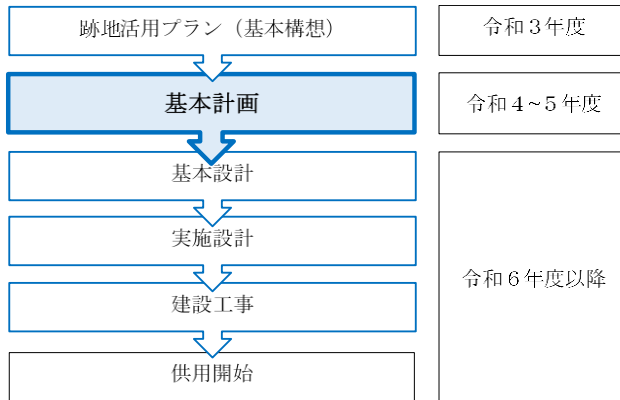 跡地活用プラン（基本構想）
令和３年度
基本計画
令和４~５年度
基本設計
実施設計
建設工事
令和６年度以降
供用開始